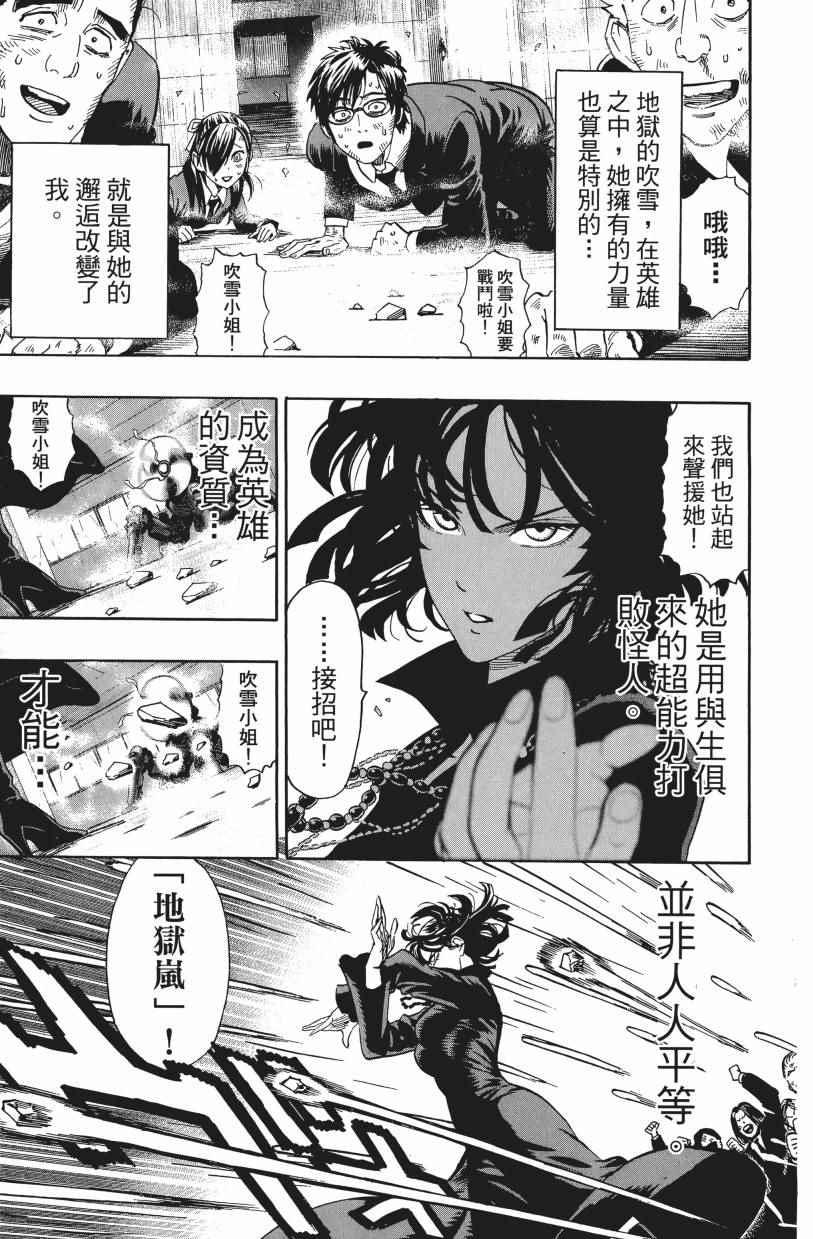 哦哦…
地獄的吹雪，在英雄
之中，她擁有的力量
也算是特別的…
吹雪小姐要
戰鬥啦！
吹雪小姐！
就是與她的
邂逅改變了
我。
我們也站起
來聲援她！
她是用與生俱
來的超能力打
敗怪人。
……接招吧！
成為英雄
的資質…
吹雪小姐！
吹雪小姐！
才能…
並非人人平等。
「地獄嵐」！